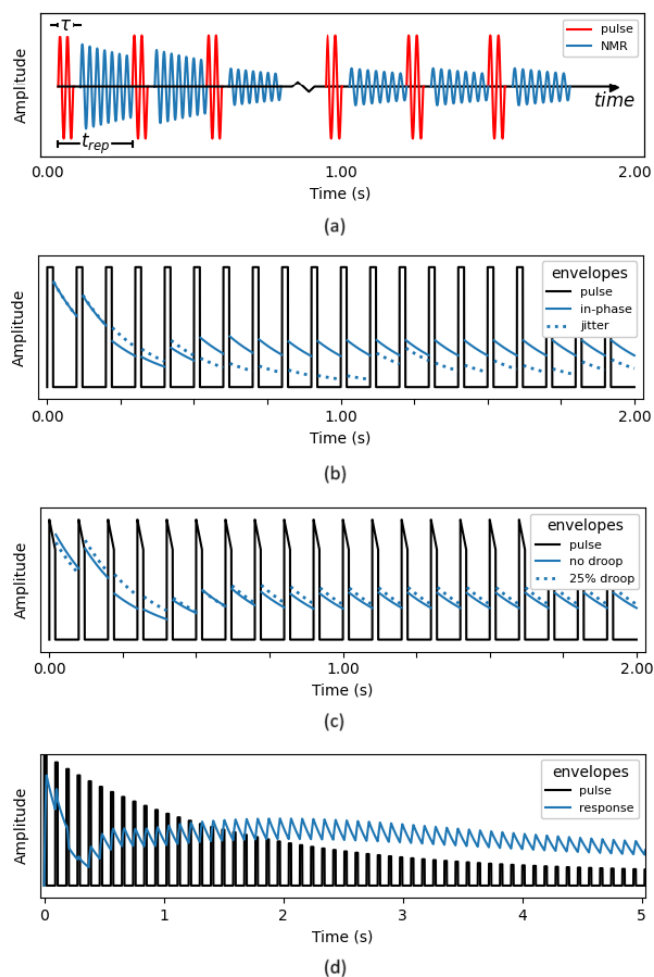 τ
pulse
NMR
Amplitude
time
t_rep
0.00 1.00 2.00
Time (s)
(a)
envelopes
pulse
in-phase
jitter
Amplitude
0.00 1.00 2.00
Time (s)
(b)
envelopes
pulse
no droop
25% droop
Amplitude
0.00 1.00 2.00
Time (s)
(c)
envelopes
pulse
response
Amplitude
0 1 2 3 4 5
Time (s)
(d)